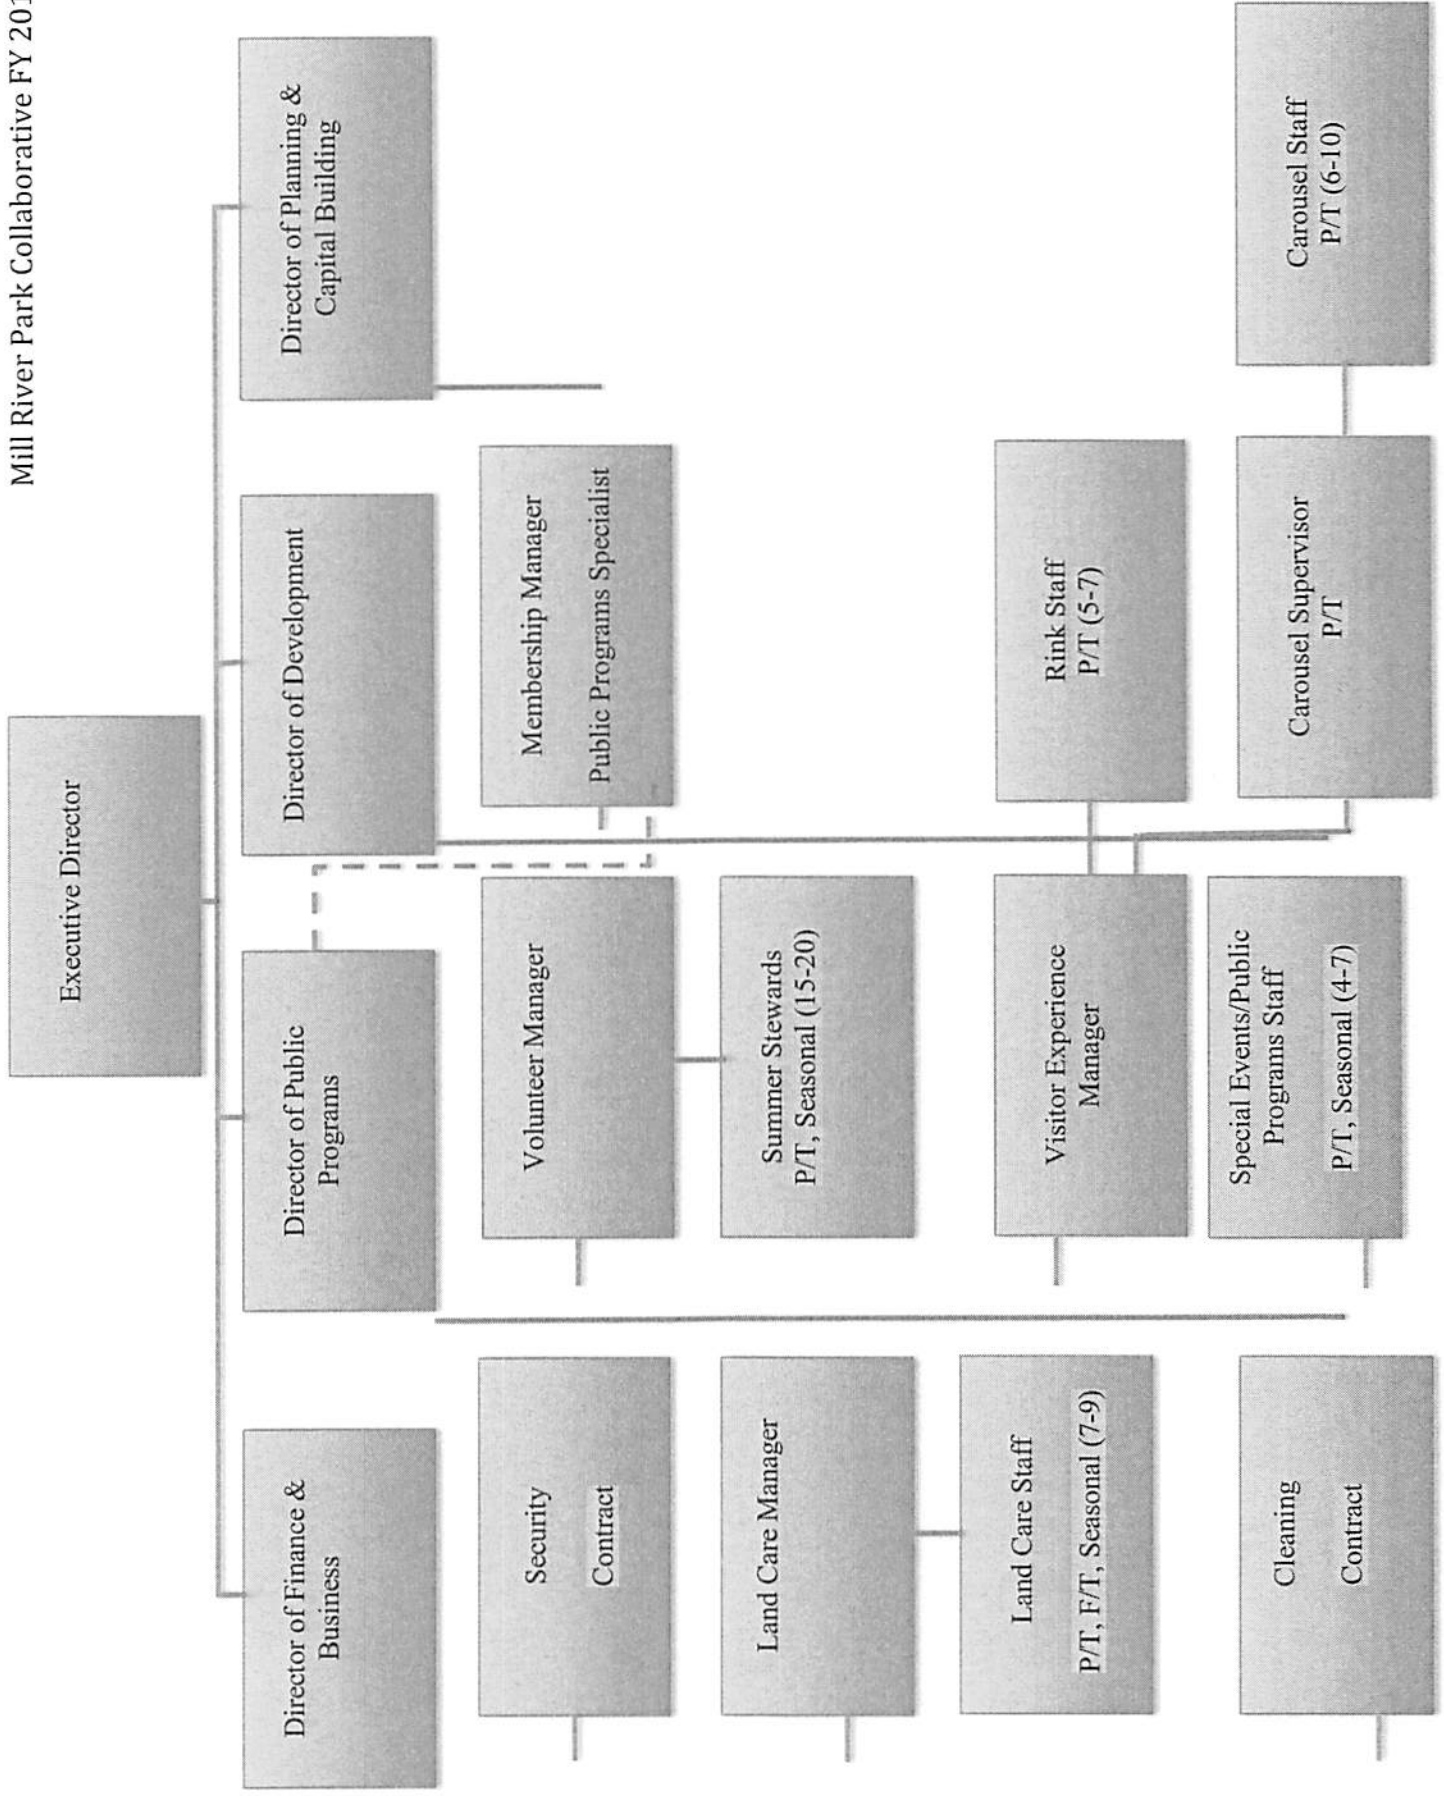 Mill River Park Collaborative FY
Executive Director
Director of Finance &
Business
Director of Public
Programs
Director of Development
Director of Planning &
Capital Building
Security
Contract
Volunteer Manager
Membership Manager
Public Programs Specialist
Land Care Manager
Summer Stewards
P/T, Seasonal (15-20)
Land Care Staff
P/T, F/T, Seasonal (7-9)
Visitor Experience
Manager
Rink Staff
P/T (5-7)
Cleaning
Contract
Special Events/Public
Programs Staff
P/T, Seasonal (4-7)
Carousel Supervisor
P/T
Carousel Staff
P/T (6-10)